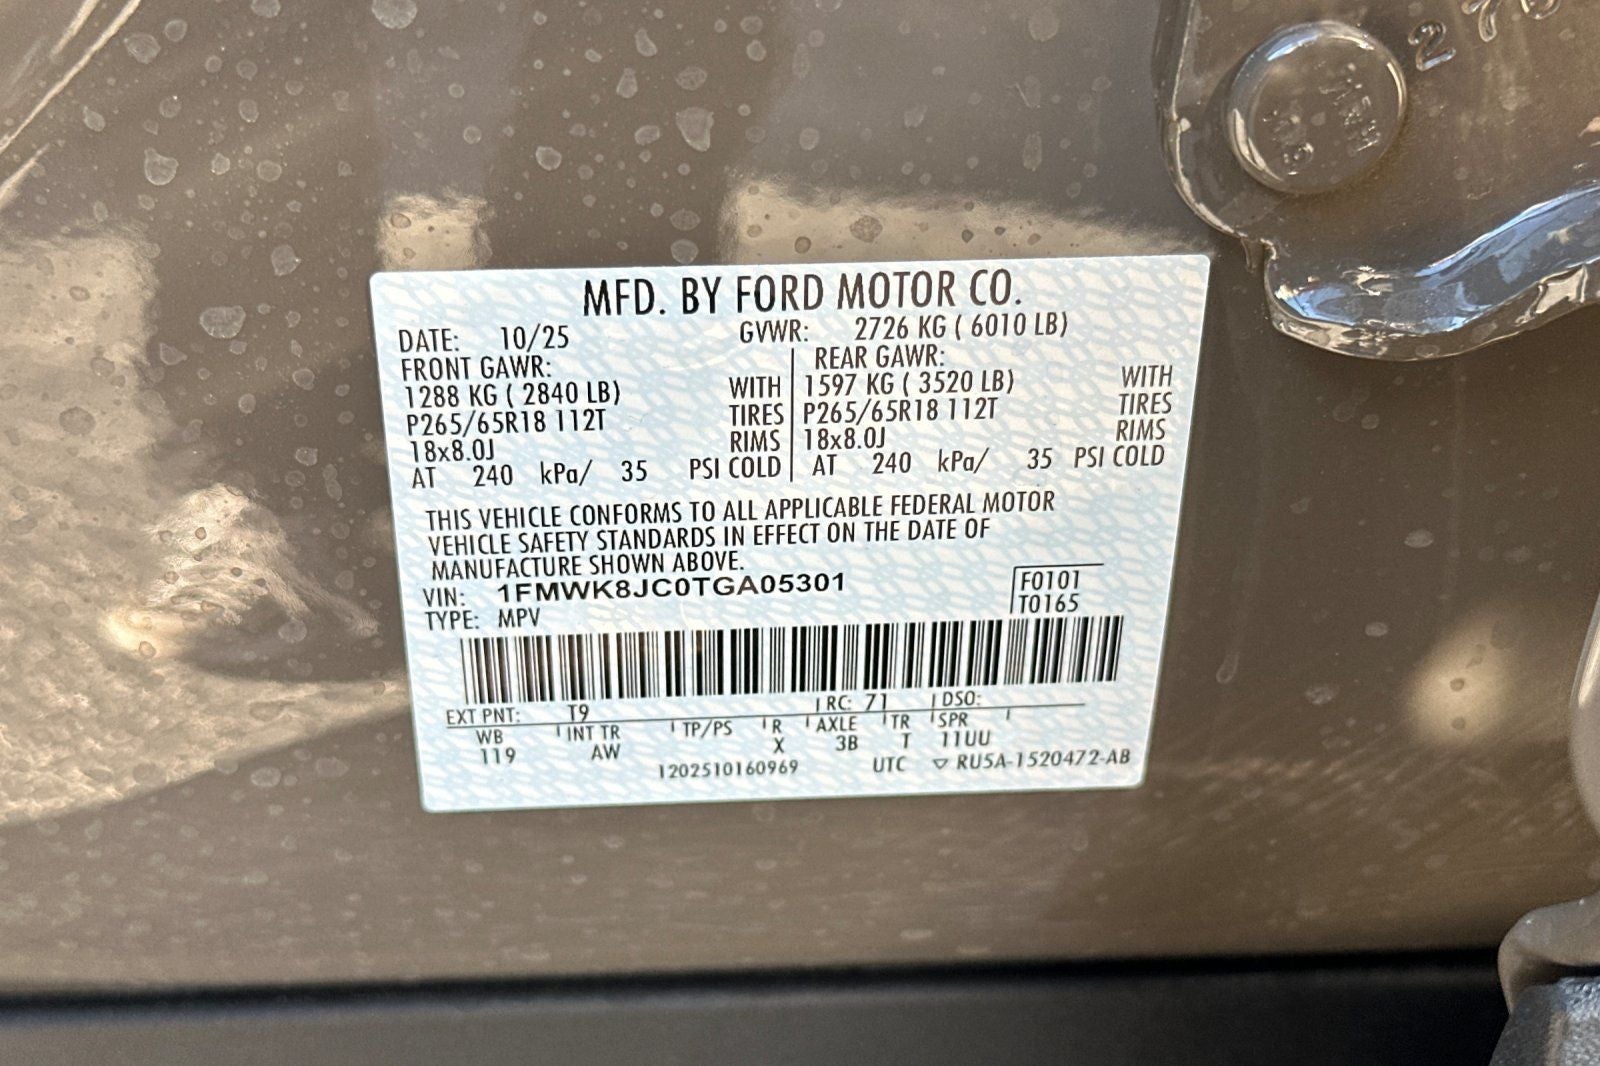 MFD. BY FORD MOTOR CO.
DATE: 10/25 GVWR: 2726 KG ( 6010 LB)
FRONT GAWR: REAR GAWR:
1288 KG ( 2840 LB) WITH 1597 KG ( 3520 LB) WITH
P265/65R18 112T TIRES P265/65R18 112T TIRES
18x8.0J RIMS 18x8.0J RIMS
AT 240 kPa/ 35 PSI COLD AT 240 kPa/ 35 PSI COLD
THIS VEHICLE CONFORMS TO ALL APPLICABLE FEDERAL MOTOR
VEHICLE SAFETY STANDARDS IN EFFECT ON THE DATE OF
MANUFACTURE SHOWN ABOVE.
VIN: 1FMWK8JC0TGA05301 F0101
TYPE: MPV T0165
EXT PNT: T9 RC: 71 DSO:
WB INT TR TP/PS R AXLE TR SPR
119 AW X 3B T 11UU
1202510160969 UTC ▽ RU5A-1520472-AB